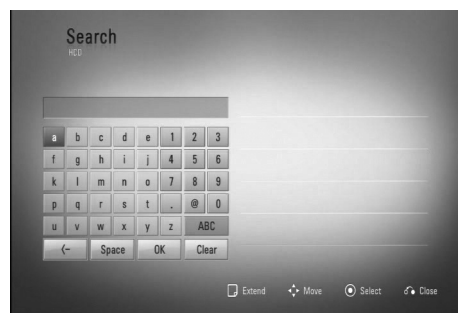 Search
HCD
a b c d e 1 2 3
f g h i j 4 5 6
k l m n o 7 8 9
p q r s t . @ 0
u v w x y z ABC
<- Space OK Clear
Extend Move Select Close